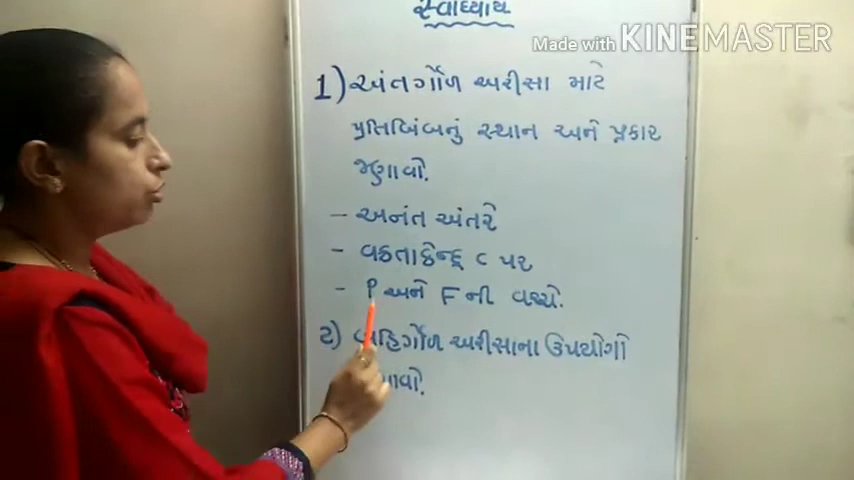 સ્વાધ્યાય
Made with KINEMASTER
1) અંતર્ગોળ અરીસા માટે
પ્રતિબિંબનું સ્થાન અને પ્રકાર
જણાવો.
- અનંત અંતરે
- વક્રતાકેન્દ્ર C પર
- P અને F ની વચ્ચે.
2) બહિર્ગોળ અરીસાના ઉપયોગો